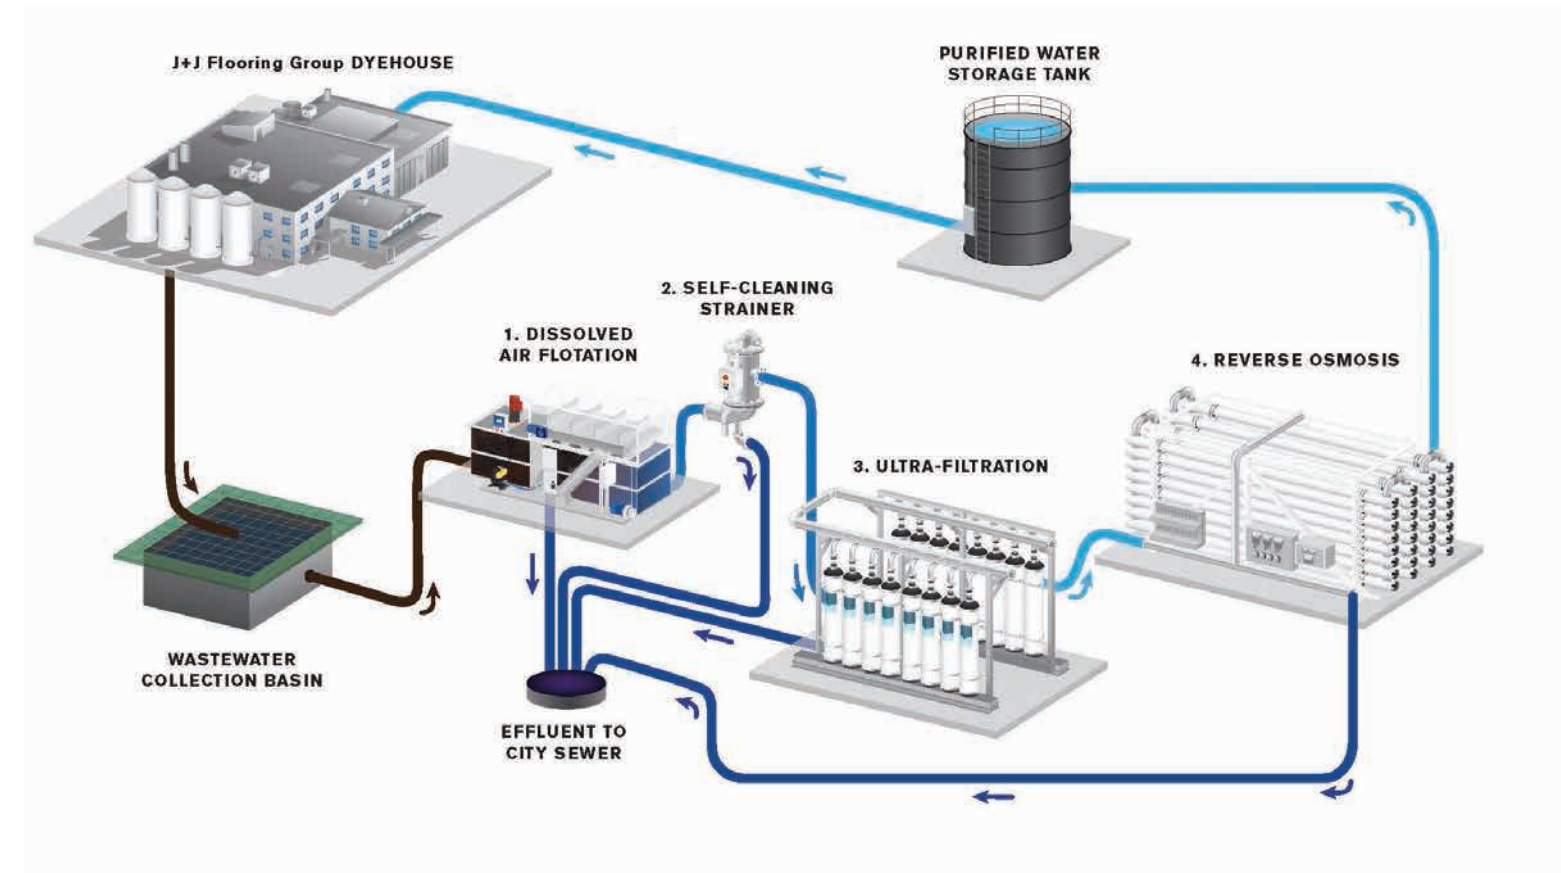 J+J Flooring Group DYEHOUSE
PURIFIED WATER
STORAGE TANK
2. SELF-CLEANING
STRAINER
1. DISSOLVED
AIR FLOTATION
4. REVERSE OSMOSIS
3. ULTRA-FILTRATION
WASTEWATER
COLLECTION BASIN
EFFLUENT TO
CITY SEWER